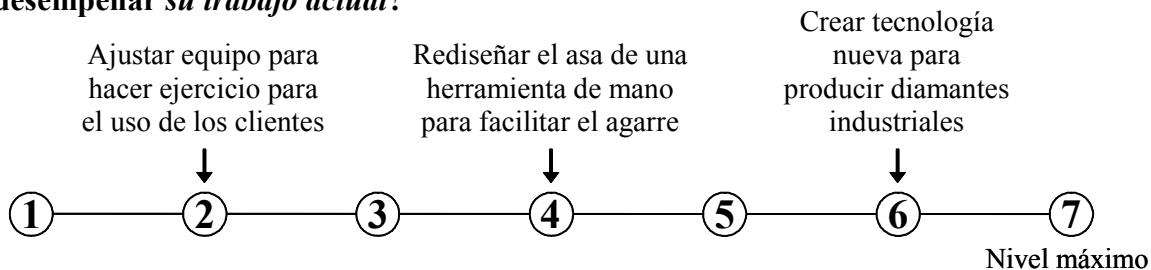 desempeñar su trabajo actual?
Ajustar equipo para
hacer ejercicio para
el uso de los clientes
Rediseñar el asa de una
herramienta de mano
para facilitar el agarre
Crear tecnología
nueva para
producir diamantes
industriales
1 2 3 4 5 6 7
Nivel máximo